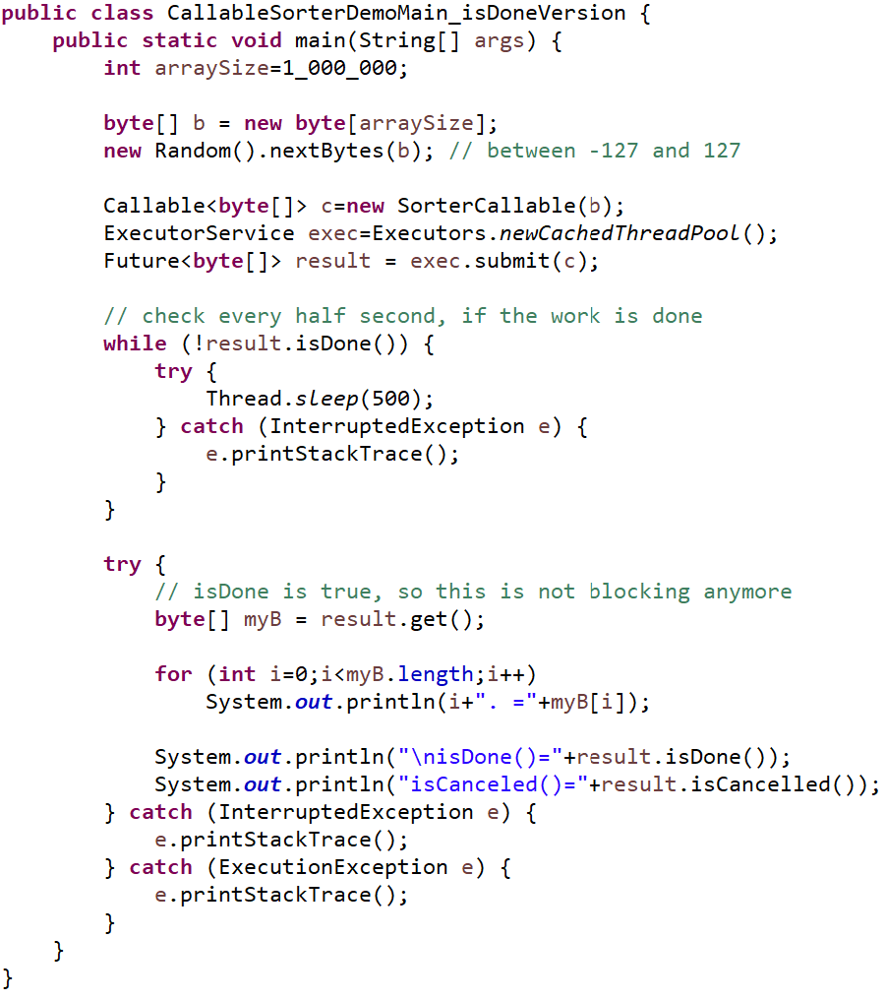 public class CallableSorterDemoMain_isDoneVersion {
    public static void main(String[] args) {
        int arraySize=1_000_000;

        byte[] b = new byte[arraySize];
        new Random().nextBytes(b); // between -127 and 127

        Callable<byte[]> c=new SorterCallable(b);
        ExecutorService exec=Executors.newCachedThreadPool();
        Future<byte[]> result = exec.submit(c);

        // check every half second, if the work is done
        while (!result.isDone()) {
            try {
                Thread.sleep(500);
            } catch (InterruptedException e) {
                e.printStackTrace();
            }
        }

        try {
            // isDone is true, so this is not blocking anymore
            byte[] myB = result.get();

            for (int i=0;i<myB.length;i++)
                System.out.println(i+". ="+myB[i]);

            System.out.println("\nisDone()="+result.isDone());
            System.out.println("isCanceled()="+result.isCancelled());
        } catch (InterruptedException e) {
            e.printStackTrace();
        } catch (ExecutionException e) {
            e.printStackTrace();
        }
    }
}